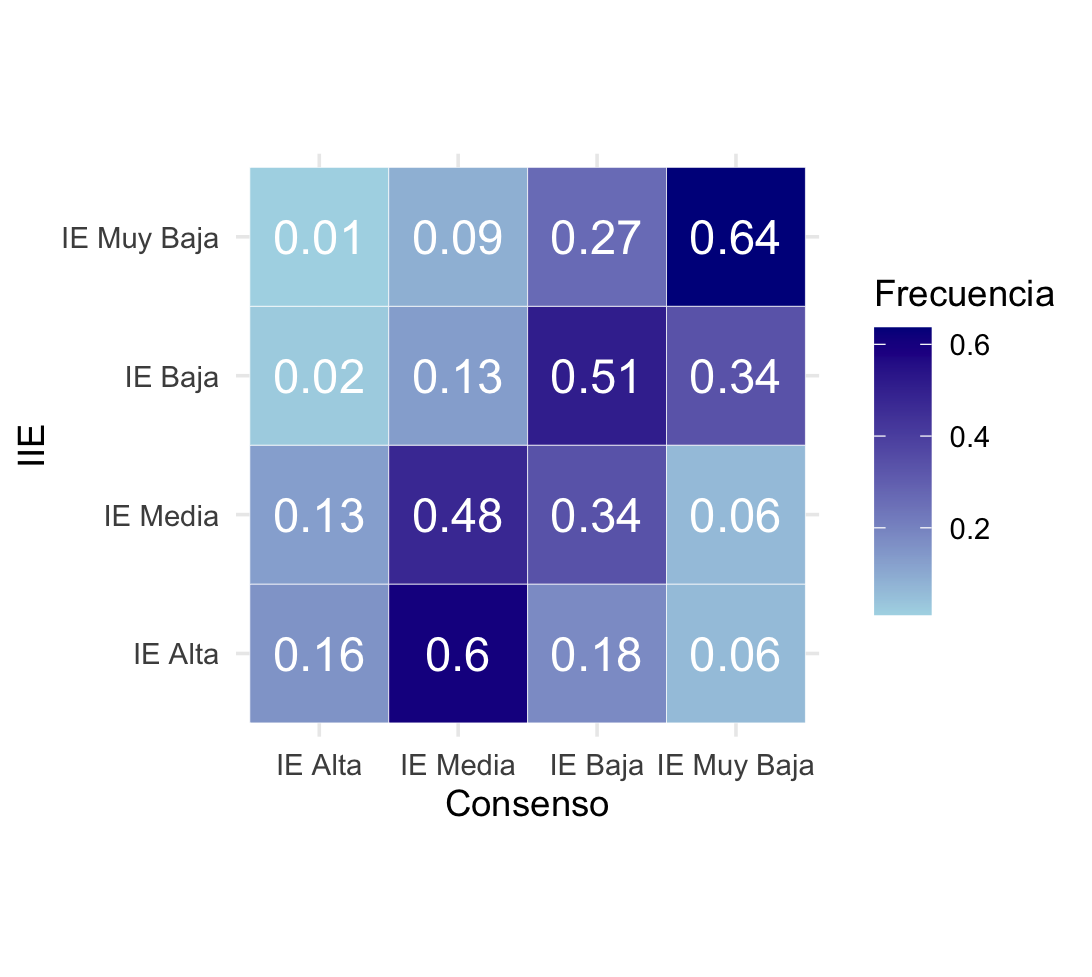 IE Muy Baja 0.01 0.09 0.27 0.64
IE Baja 0.02 0.13 0.51 0.34
IE Media 0.13 0.48 0.34 0.06
IE Alta 0.16 0.6 0.18 0.06
IE Alta IE Media IE Baja IE Muy Baja
Consenso
IIE
Frecuencia
0.6
0.4
0.2